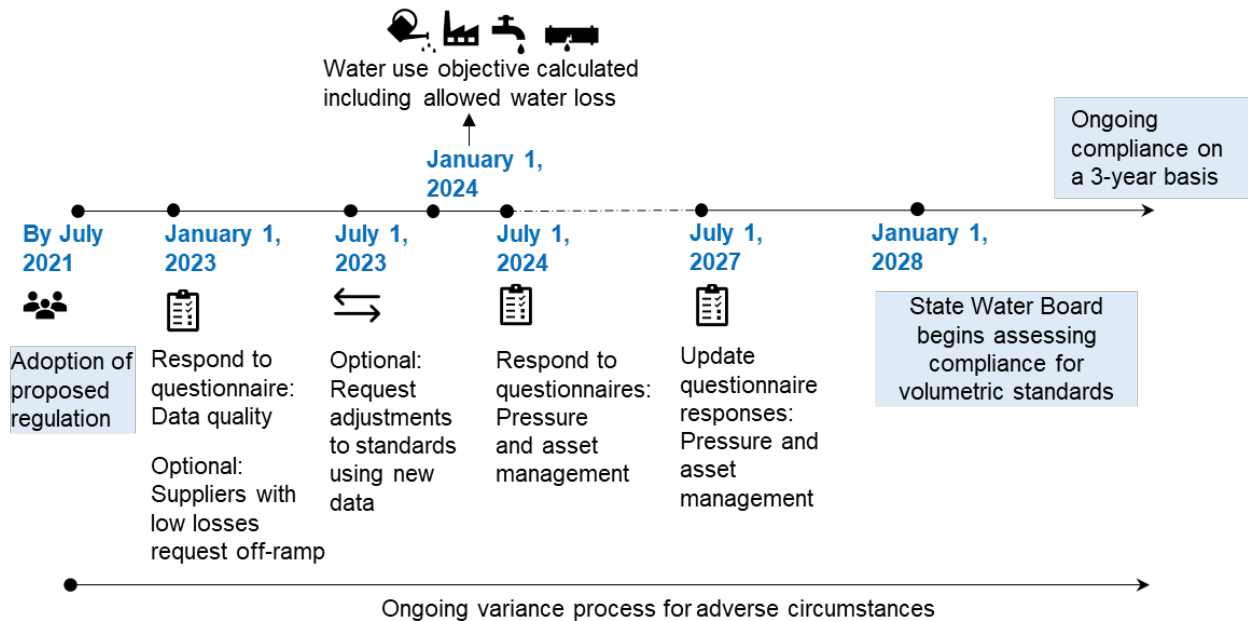 Water use objective calculated
including allowed water loss
Ongoing
compliance on
a 3-year basis
January 1,
2024
By July
2021
January 1,
2023
July 1,
2023
July 1,
2024
July 1,
2027
January 1,
2028
Adoption of
proposed
regulation
Respond to
questionnaire:
Data quality
Optional:
Suppliers with
low losses
request off-ramp
Optional:
Request
adjustments
to standards
using new
data
Respond to
questionnaires:
Pressure
and asset
management
Update
questionnaire
responses:
Pressure and
asset
management
State Water Board
begins assessing
compliance for
volumetric standards
Ongoing variance process for adverse circumstances